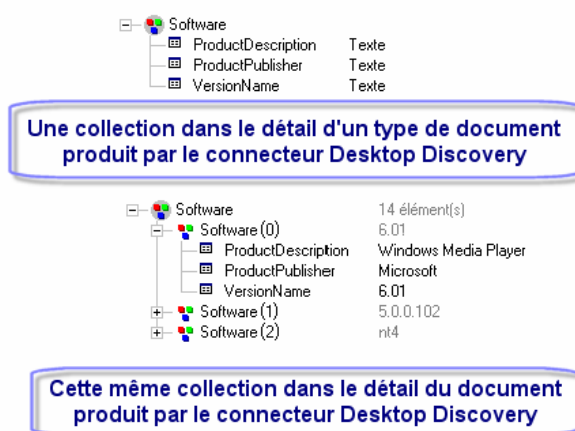 Software
ProductDescription Texte
ProductPublisher Texte
VersionName Texte
Une collection dans le détail d'un type de document
produit par le connecteur Desktop Discovery
Software 14 élément(s)
Software (0) 6.01
ProductDescription Windows Media Player
ProductPublisher Microsoft
VersionName 6.01
Software (1) 5.0.0.102
Software (2) nt4
Cette même collection dans le détail du document
produit par le connecteur Desktop Discovery